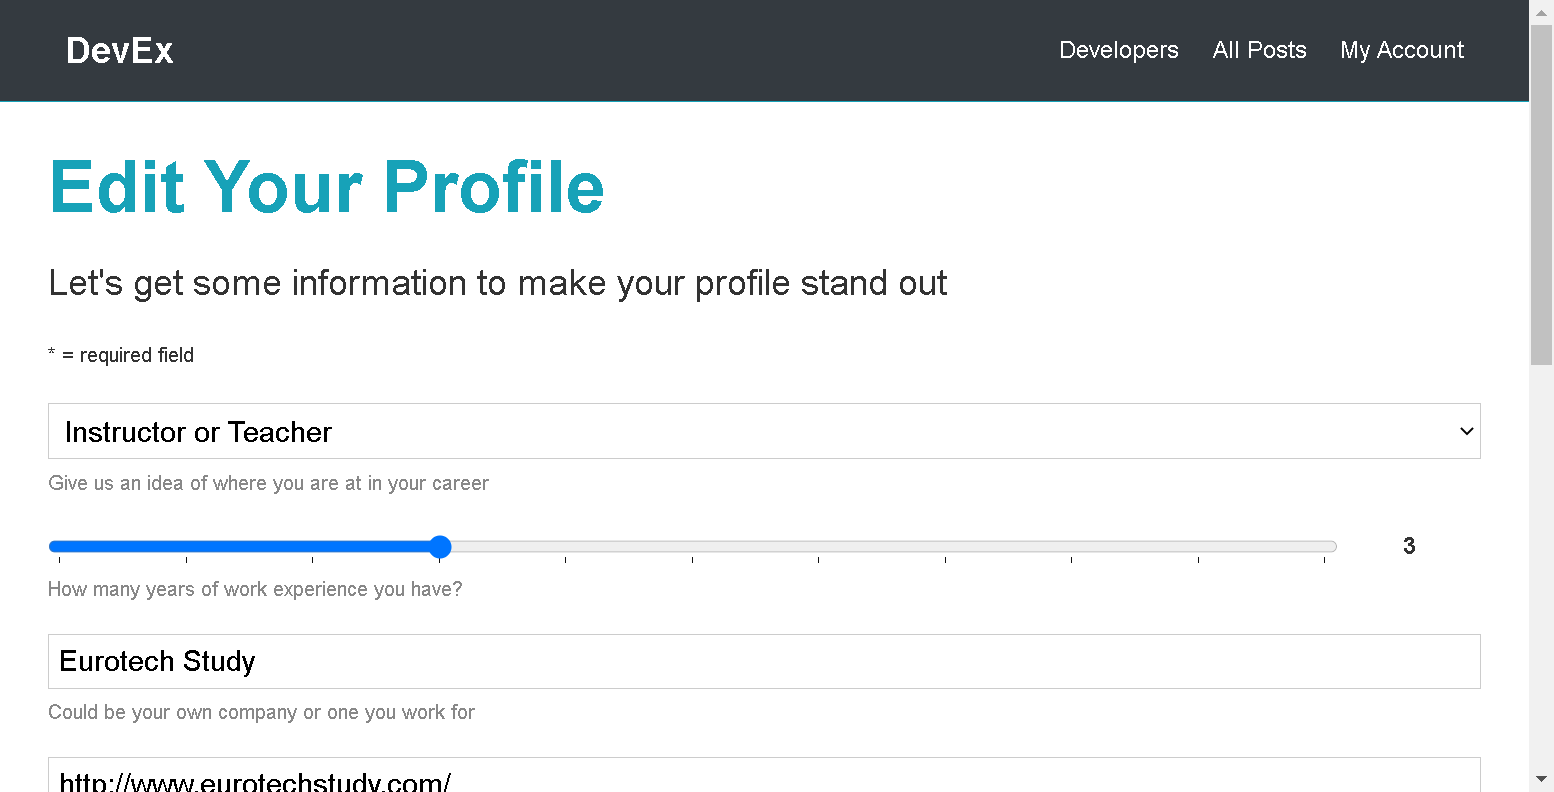 DevEx
Developers All Posts My Account
Edit Your Profile
Let's get some information to make your profile stand out
* = required field
Instructor or Teacher
Give us an idea of where you are at in your career
3
How many years of work experience you have?
Eurotech Study
Could be your own company or one you work for
http://www.eurotechstudy.com/